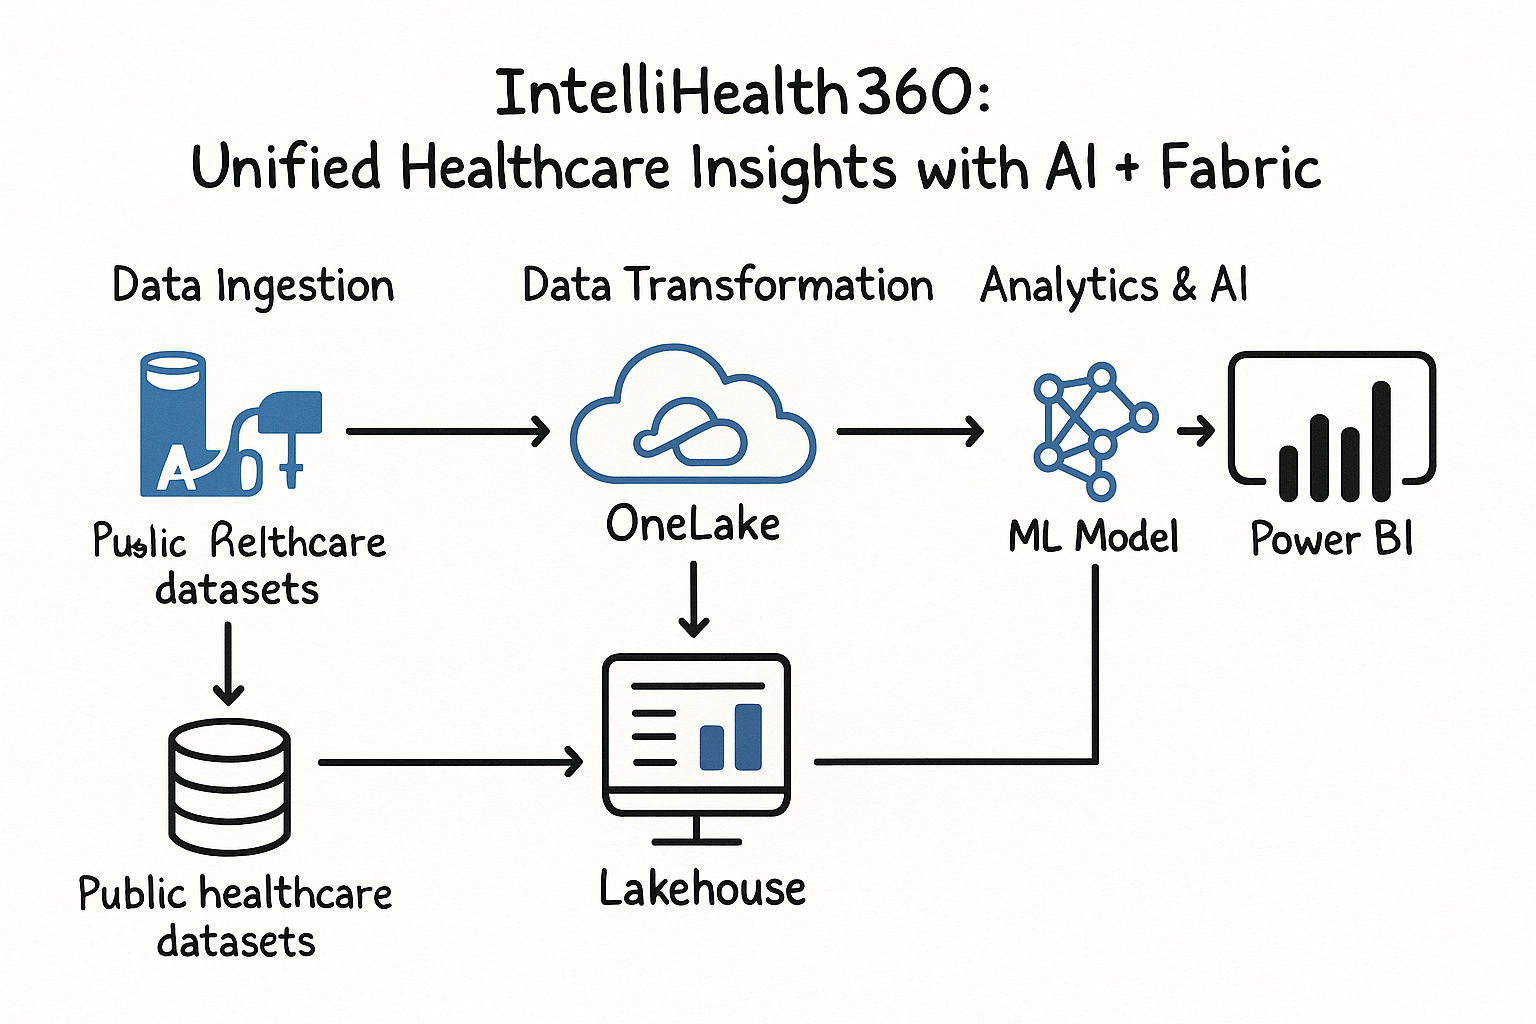 IntelliHealth360:
Unified Healthcare Insights with AI + Fabric
Data Ingestion
Data Transformation
Analytics & AI
A
Puslic Relthcare
datasets
OneLake
ML Model
Power BI
Public healthcare
datasets
Lakehouse